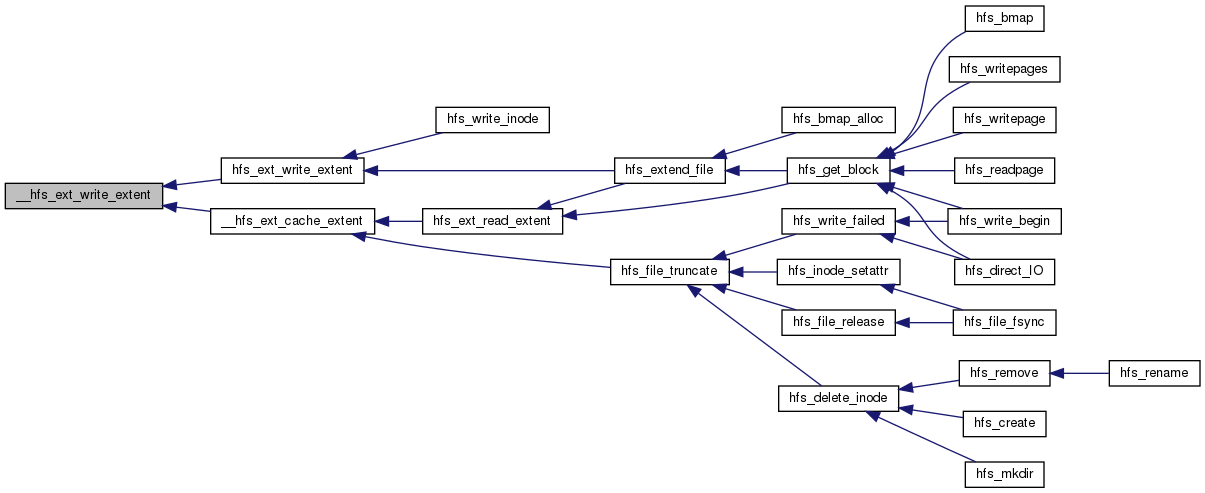 hfs_bmap
hfs_writepages
hfs_write_inode
hfs_bmap_alloc
hfs_writepage
hfs_ext_write_extent
hfs_extend_file
hfs_get_block
hfs_readpage
__hfs_ext_write_extent
__hfs_ext_cache_extent
hfs_ext_read_extent
hfs_write_failed
hfs_write_begin
hfs_file_truncate
hfs_inode_setattr
hfs_direct_IO
hfs_file_release
hfs_file_fsync
hfs_remove
hfs_rename
hfs_delete_inode
hfs_create
hfs_mkdir